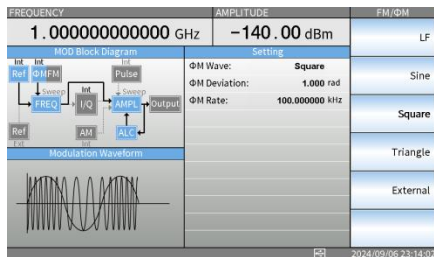 FREQUENCY
AMPLITUDE
FM/ΦM
1.000000000000 GHz
−140.00 dBm
MOD Block Diagram
Int Int Int
Ref ΦM FM Pulse
Sweep Int Sweep
FREQ I/Q AMPL Output
Ref AM ALC
Ext Int
Modulation Waveform
Setting
ΦM Wave: Square
ΦM Deviation: 1.000 rad
ΦM Rate: 100.000000 kHz
LF
Sine
Square
Triangle
External
2024/09/06 23:14:03